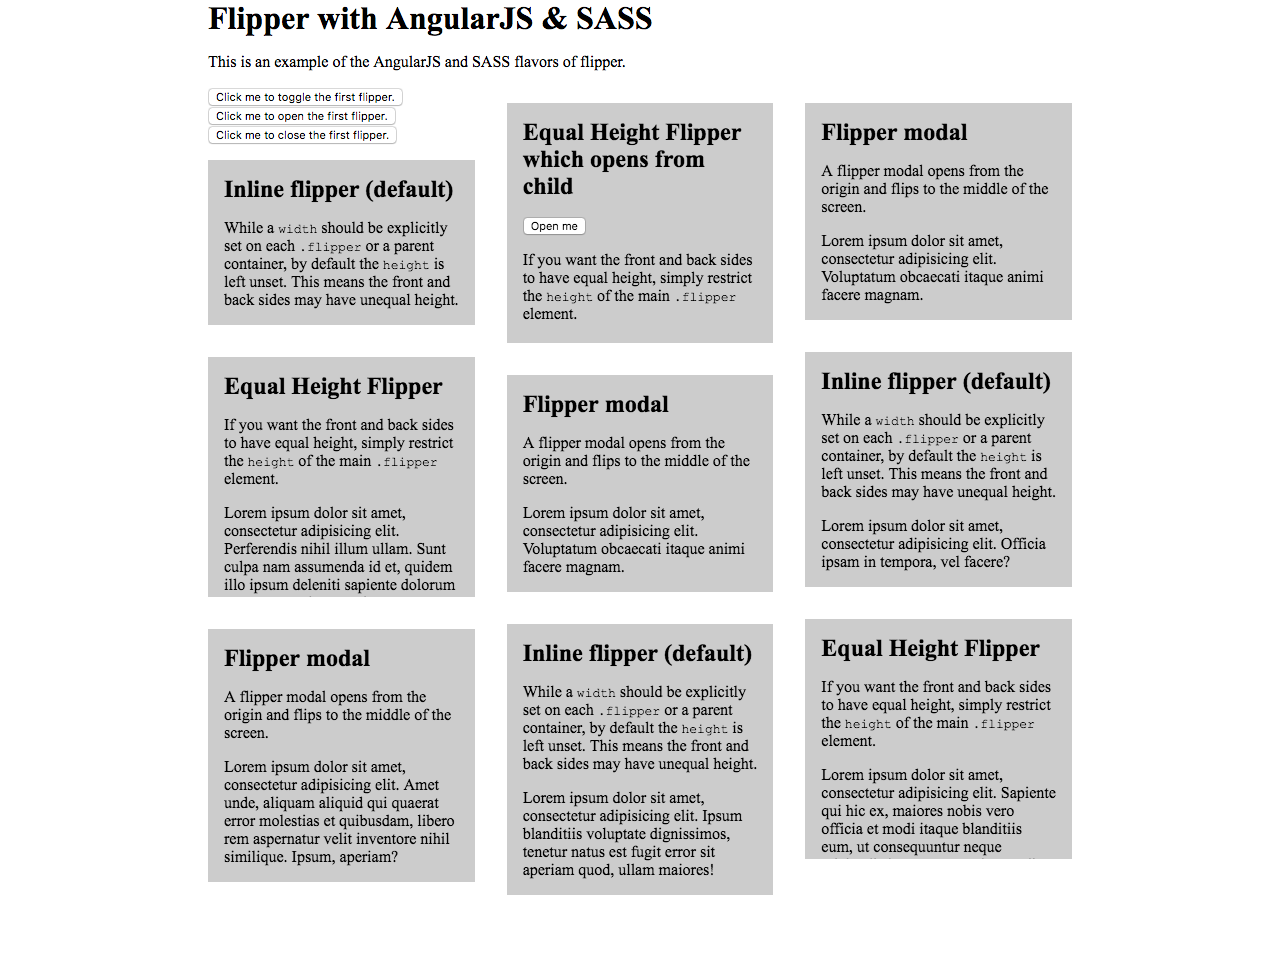 Flipper with AngularJS & SASS
This is an example of the AngularJS and SASS flavors of flipper.
Click me to toggle the first flipper.
Click me to open the first flipper.
Click me to close the first flipper.
Inline flipper (default)
While a width should be explicitly
set on each .flipper or a parent
container, by default the height is
left unset. This means the front and
back sides may have unequal height.
Equal Height Flipper
If you want the front and back sides
to have equal height, simply restrict
the height of the main .flipper
element.
Lorem ipsum dolor sit amet,
consectetur adipisicing elit.
Perferendis nihil illum ullam. Sunt
culpa nam assumenda id et, quidem
illo ipsum deleniti sapiente dolorum
Flipper modal
A flipper modal opens from the
origin and flips to the middle of the
screen.
Lorem ipsum dolor sit amet,
consectetur adipisicing elit. Amet
unde, aliquam aliquid qui quaerat
error molestias et quibusdam, libero
rem aspernatur velit inventore nihil
similique. Ipsum, aperiam?
Equal Height Flipper
which opens from
child
Open me
If you want the front and back sides
to have equal height, simply restrict
the height of the main .flipper
element.
Flipper modal
A flipper modal opens from the
origin and flips to the middle of the
screen.
Lorem ipsum dolor sit amet,
consectetur adipisicing elit.
Voluptatum obcaecati itaque animi
facere magnam.
Inline flipper (default)
While a width should be explicitly
set on each .flipper or a parent
container, by default the height is
left unset. This means the front and
back sides may have unequal height.
Lorem ipsum dolor sit amet,
consectetur adipisicing elit. Ipsum
blanditiis voluptate dignissimos,
tenetur natus est fugit error sit
aperiam quod, ullam maiores!
Flipper modal
A flipper modal opens from the
origin and flips to the middle of the
screen.
Lorem ipsum dolor sit amet,
consectetur adipisicing elit.
Voluptatum obcaecati itaque animi
facere magnam.
Inline flipper (default)
While a width should be explicitly
set on each .flipper or a parent
container, by default the height is
left unset. This means the front and
back sides may have unequal height.
Lorem ipsum dolor sit amet,
consectetur adipisicing elit. Officia
ipsam in tempora, vel facere?
Equal Height Flipper
If you want the front and back sides
to have equal height, simply restrict
the height of the main .flipper
element.
Lorem ipsum dolor sit amet,
consectetur adipisicing elit. Sapiente
qui hic ex, maiores nobis vero
officia et modi itaque blanditiis
eum, ut consequuntur neque